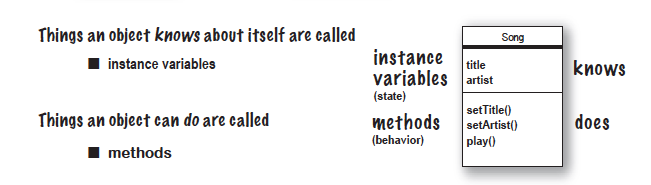 Things an object knows about itself are called
■ instance variables
Things an object can do are called
■ methods
instance
variables
(state)
methods
(behavior)
Song
title
artist
setTitle()
setArtist()
play()
knows
does